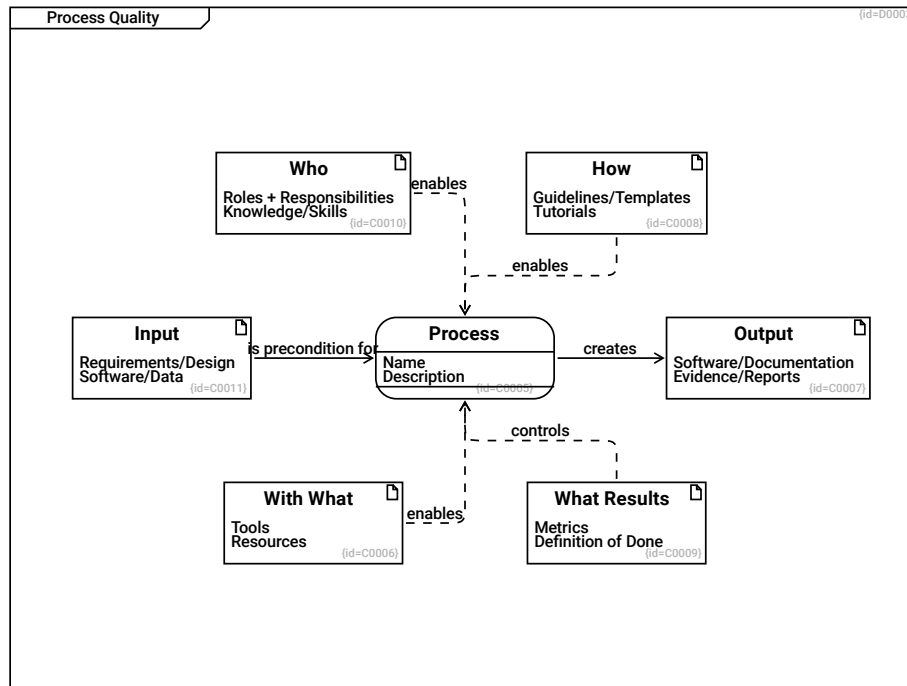 Process Quality
Who
Roles + Responsibilities
Knowledge/Skills
{id=C0010}
enables
How
Guidelines/Templates
Tutorials
{id=C0008}
enables
Input
Requirements/Design
Software/Data
{id=C0011}
is precondition for
Process
Name
Description
{id=C0005}
creates
Output
Software/Documentation
Evidence/Reports
{id=C0007}
controls
With What
Tools
Resources
{id=C0006}
enables
What Results
Metrics
Definition of Done
{id=C0009}